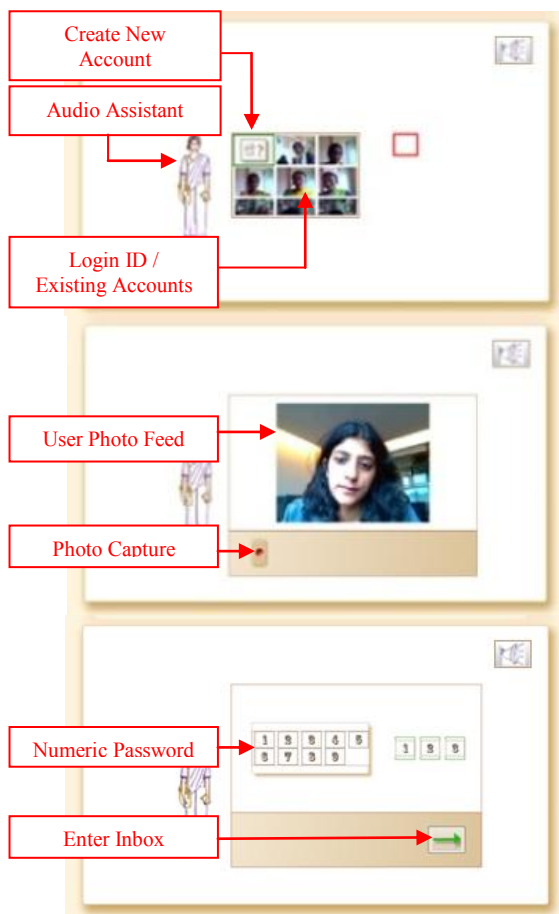 Create New
Account
Audio Assistant
Login ID /
Existing Accounts
User Photo Feed
Photo Capture
1 2 3 4 5
6 7 8 9
1 2 3
Numeric Password
Enter Inbox